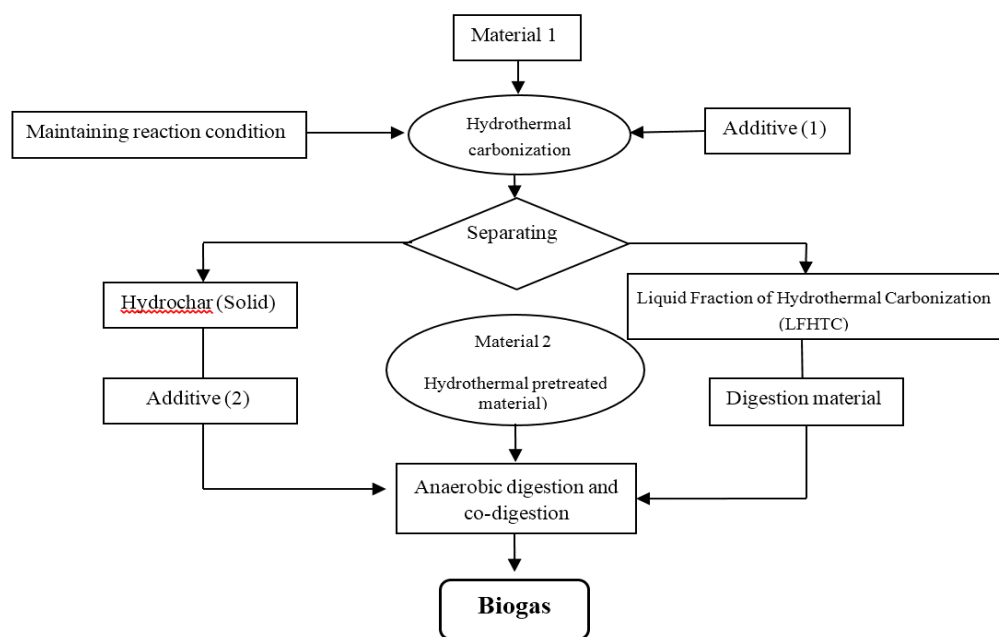 Material 1
Maintaining reaction condition
Hydrothermal
carbonization
Additive (1)
Separating
Hydrochar (Solid)
Liquid Fraction of Hydrothermal Carbonization
(LFHTC)
Material 2
Hydrothermal pretreated
material)
Additive (2)
Digestion material
Anaerobic digestion and
co-digestion
Biogas